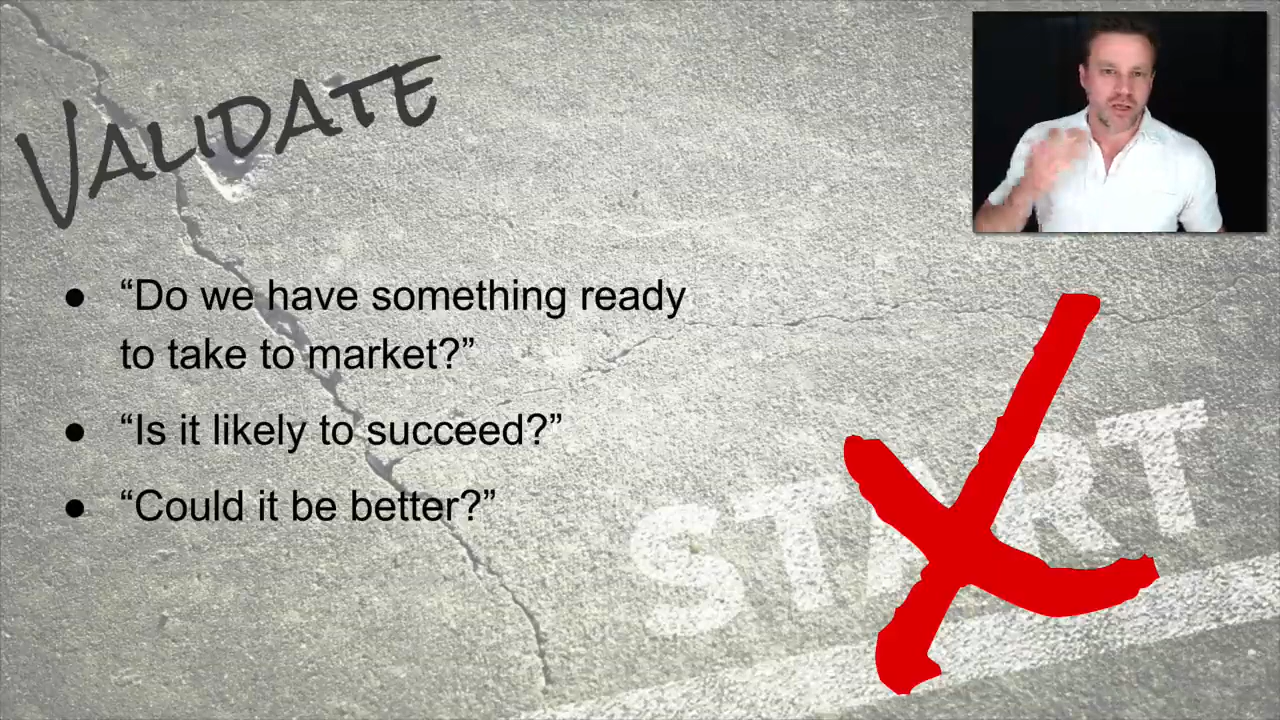 VALIDATE
● “Do we have something ready
to take to market?”
● “Is it likely to succeed?”
● “Could it be better?”
START